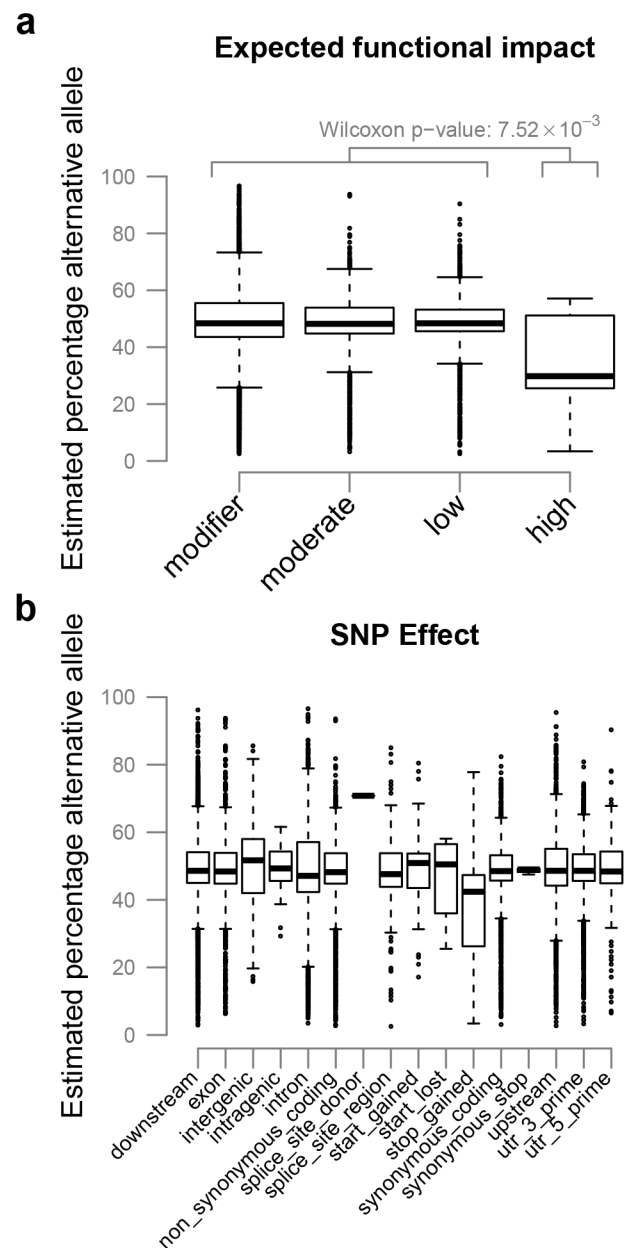 a
Expected functional impact
Estimated percentage alternative allele
Wilcoxon p−value: 7.52×10⁻³
100
80
60
40
20
0
modifier
moderate
low
high
b
SNP Effect
Estimated percentage alternative allele
100
80
60
40
20
0
downstream
exon
intergenic
intragenic
intron
non_synonymous_coding
splice_site_donor
splice_site_region
start_gained
start_lost
stop_gained
synonymous_coding
synonymous_stop
upstream
utr_3_prime
utr_5_prime